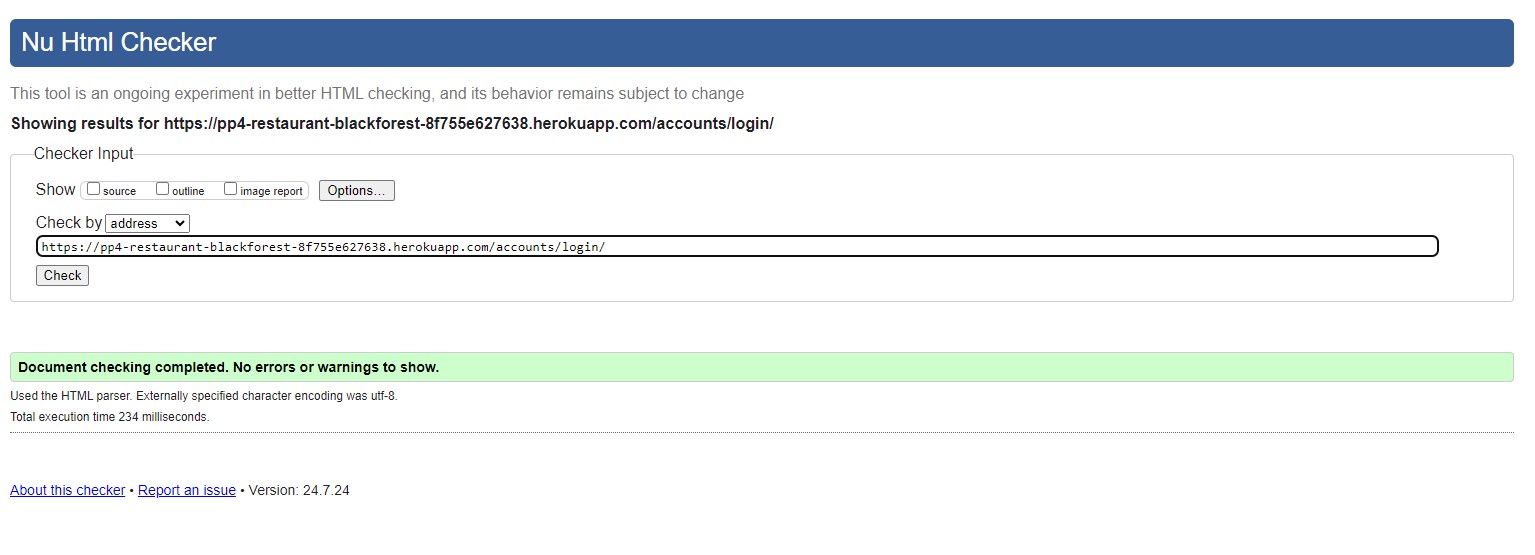 Nu Html Checker
This tool is an ongoing experiment in better HTML checking, and its behavior remains subject to change
Showing results for https://pp4-restaurant-blackforest-8f755e627638.herokuapp.com/accounts/login/
Checker Input
Show source outline image report Options...
Check by address
https://pp4-restaurant-blackforest-8f755e627638.herokuapp.com/accounts/login/
Check
Document checking completed. No errors or warnings to show.
Used the HTML parser. Externally specified character encoding was utf-8.
Total execution time 234 milliseconds.
About this checker • Report an issue • Version: 24.7.24